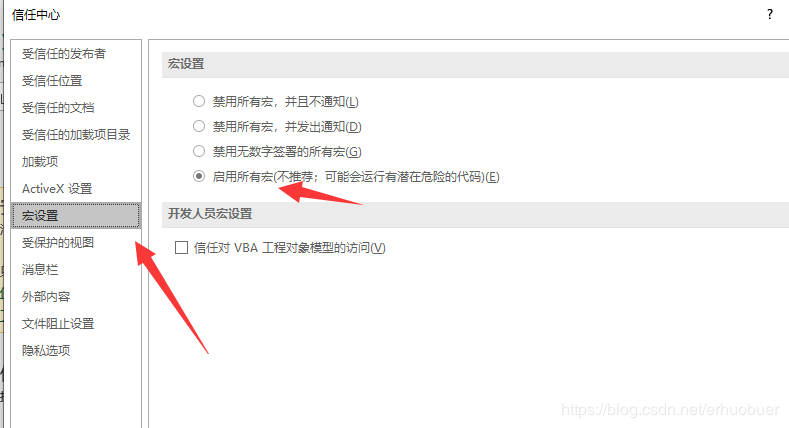 信任中心
?
受信任的发布者
受信任位置
受信任的文档
受信任的加载项目录
加载项
ActiveX 设置
宏设置
受保护的视图
消息栏
外部内容
文件阻止设置
隐私选项
宏设置
禁用所有宏，并且不通知(L)
禁用所有宏，并发出通知(D)
禁用无数字签署的所有宏(G)
启用所有宏(不推荐；可能会运行有潜在危险的代码)(E)
开发人员宏设置
信任对 VBA 工程对象模型的访问(V)
https://blog.csdn.net/erhuobuer